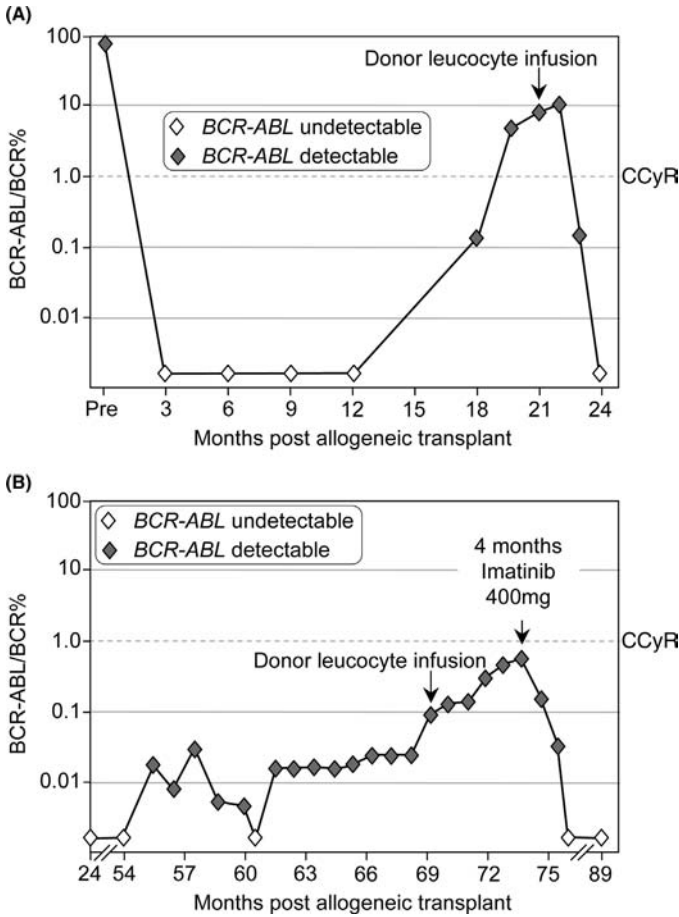 (A)
100
10
1.0
0.1
0.01
BCR-ABL/BCR%
Donor leucocyte infusion
BCR-ABL undetectable
BCR-ABL detectable
CCyR
Pre 3 6 9 12 15 18 21 24
Months post allogeneic transplant
(B)
100
10
1.0
0.1
0.01
BCR-ABL/BCR%
BCR-ABL undetectable
BCR-ABL detectable
4 months
Imatinib
400mg
CCyR
Donor leucocyte infusion
24 54 57 60 63 66 69 72 75 89
Months post allogeneic transplant